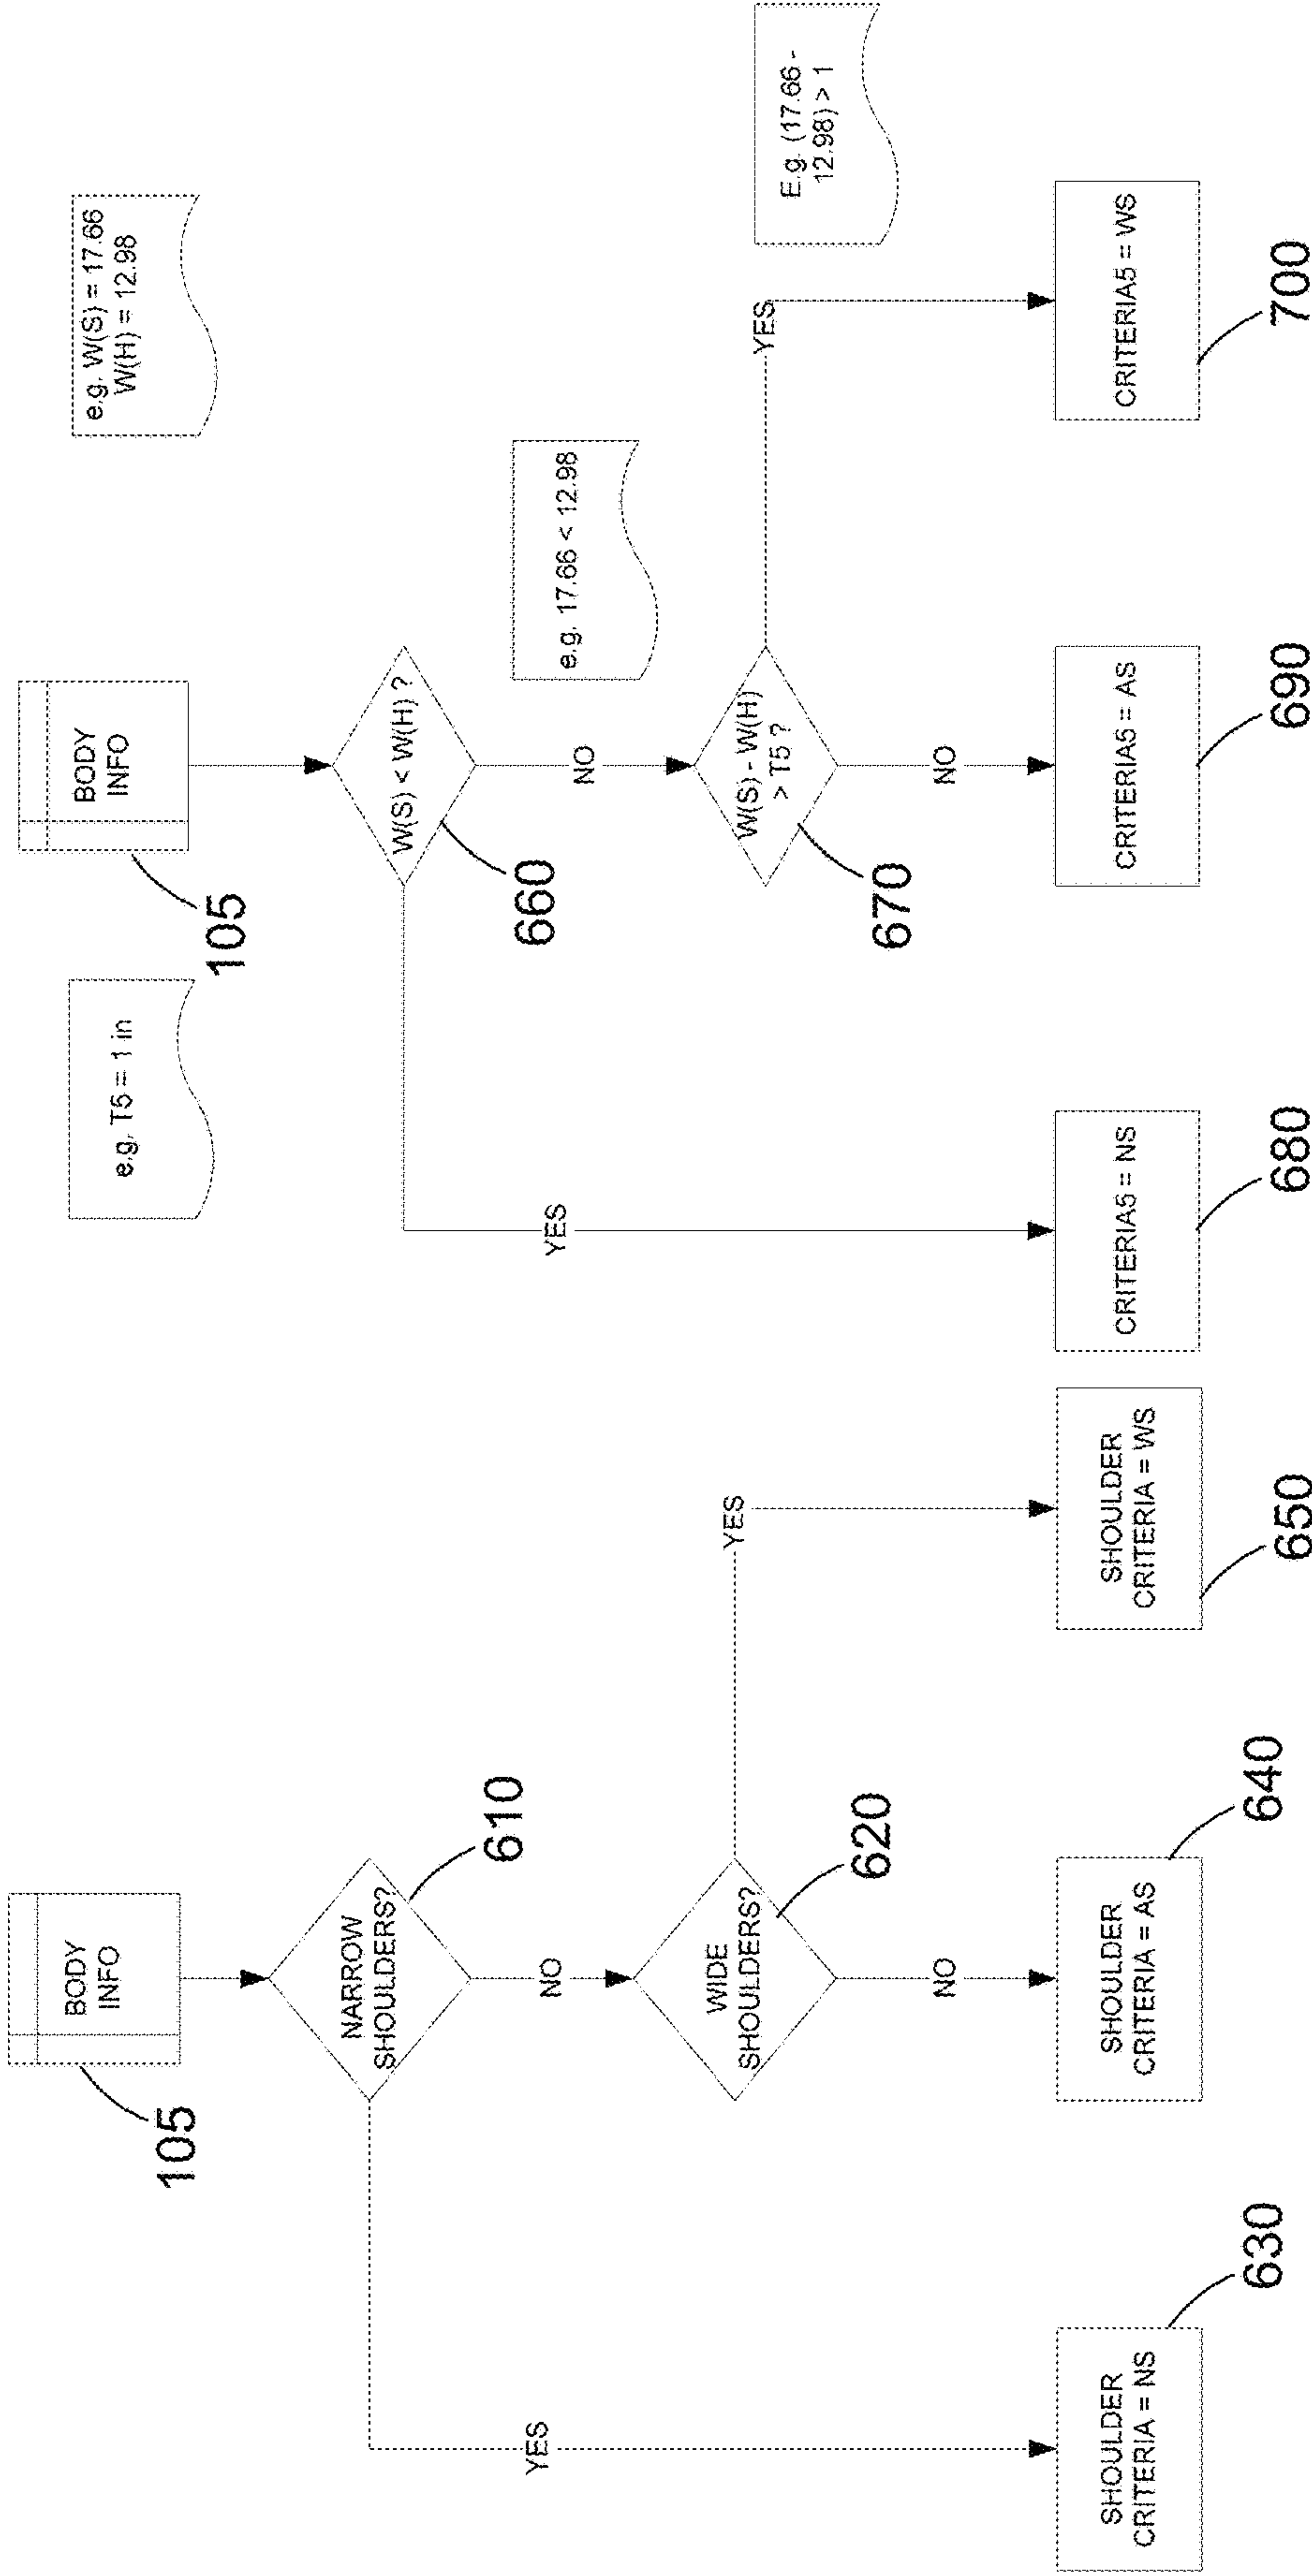 BODY
INFO
105
NARROW
SHOULDERS?
610
YES
NO
WIDE
SHOULDERS?
620
YES
NO
SHOULDER
CRITERIA = NS
630
SHOULDER
CRITERIA = AS
640
SHOULDER
CRITERIA = WS
650
e.g. T5 = 1 in
BODY
INFO
105
e.g. W(S) = 17.66
W(H) = 12.98
W(S) < W(H) ?
660
YES
NO
e.g. 17.66 < 12.98
W(S) - W(H)
> T5 ?
670
YES
NO
E.g. (17.66 -
12.98) > 1
CRITERIA5 = NS
680
CRITERIA5 = AS
690
CRITERIA5 = WS
700